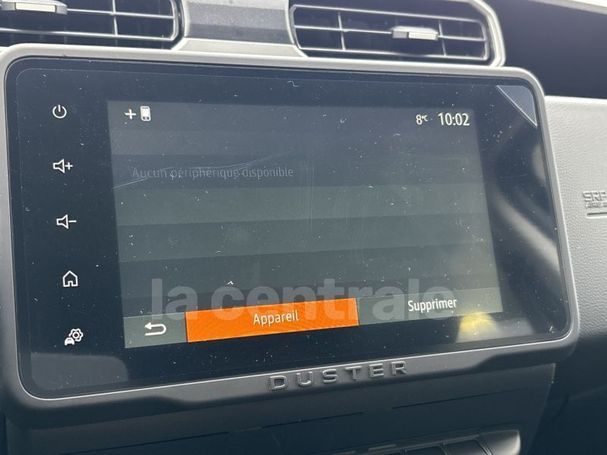 + 8°C 10:02
Aucun périphérique disponible
la centrale
Appareil Supprimer
DUSTER